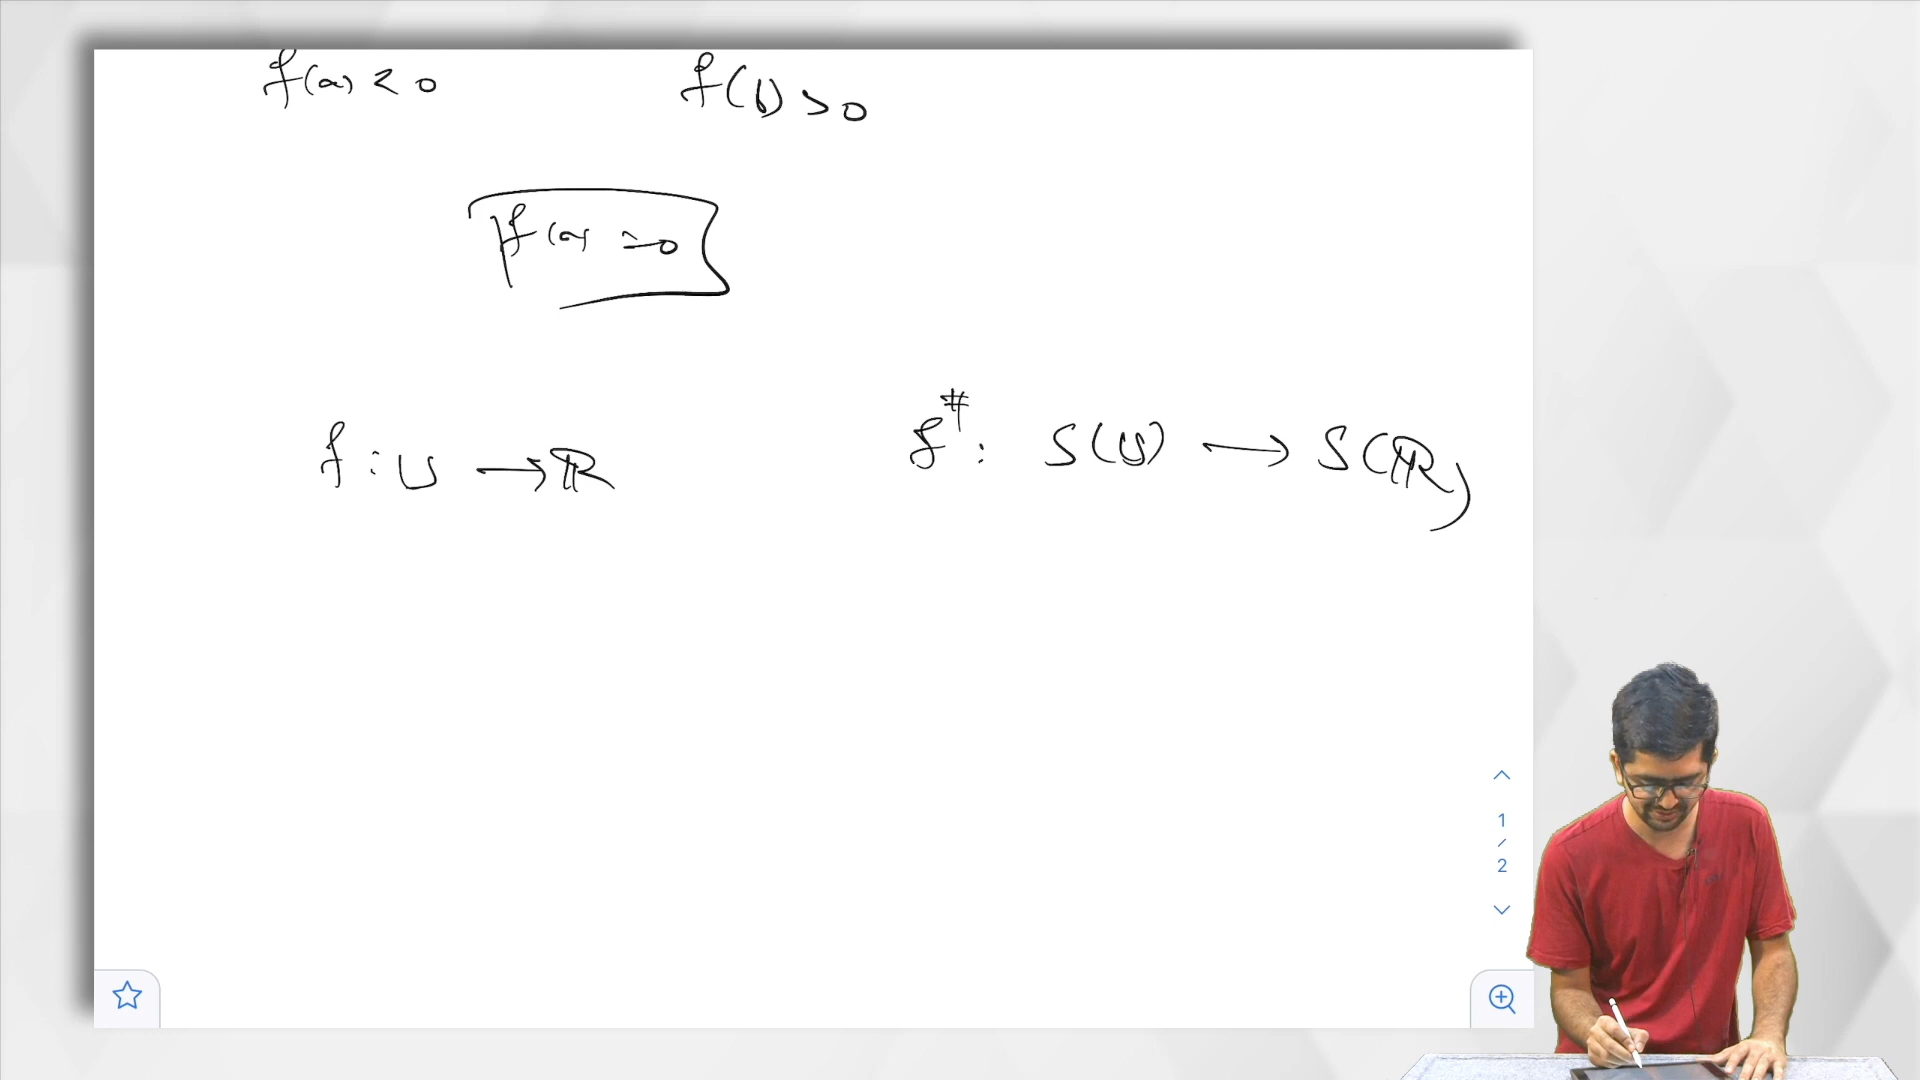 f(a) < 0 f(b) > 0
f(a) = 0
f : U → ℝ f^# : S(U) → S(ℝ)
1
/
2